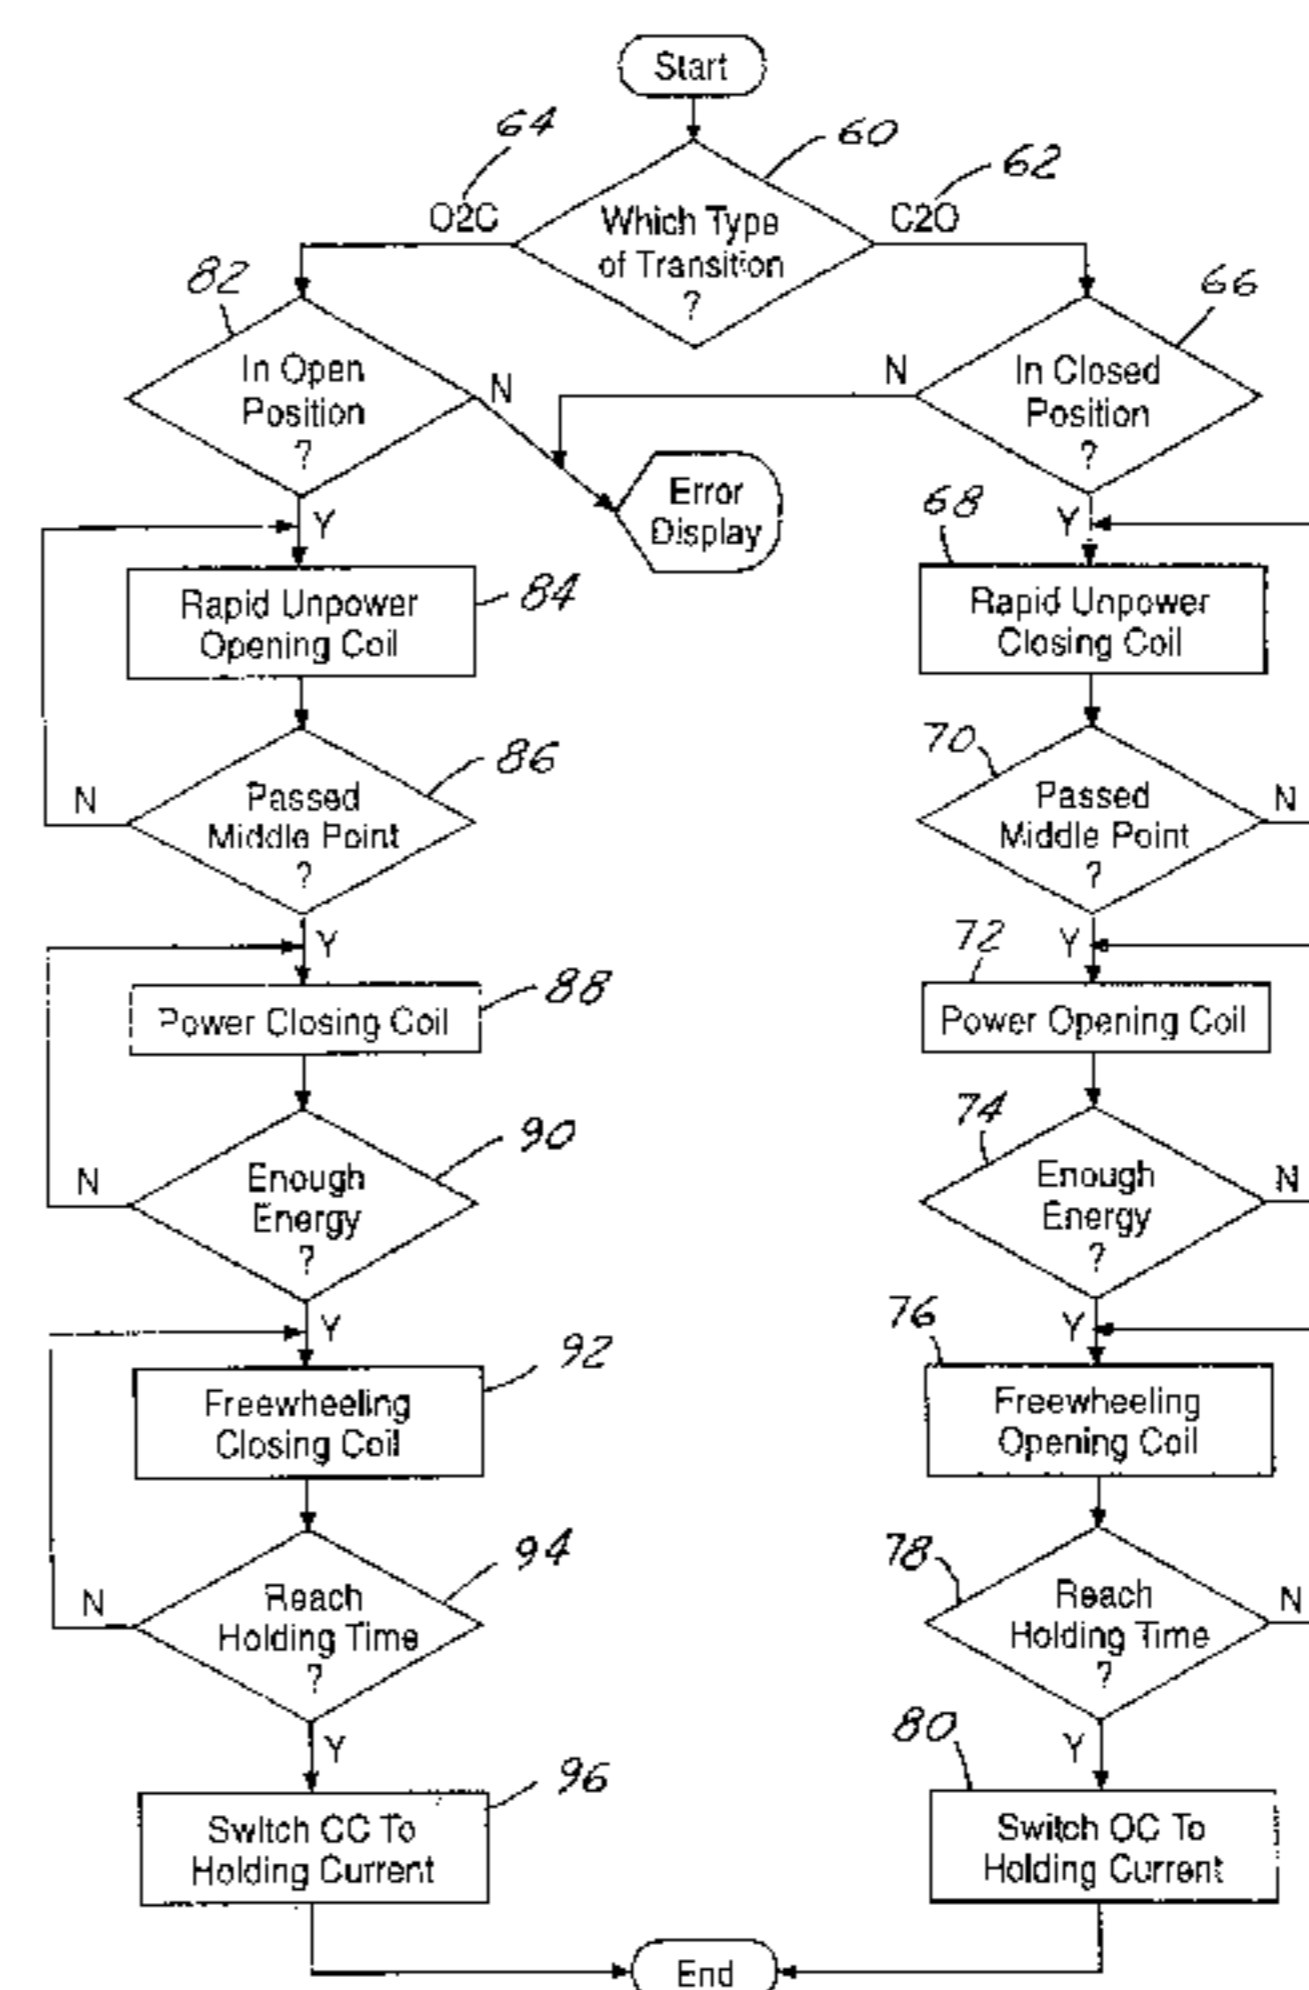 Start
64
60
62
O2C
Which Type
of Transition
?
C2O
82
66
In Open
Position
?
N
N
In Closed
Position
?
Error
Display
Y
68
Y
Rapid Unpower
Opening Coil
84
Rapid Unpower
Closing Coil
86
70
N
Passed
Middle Point
?
Passed
Middle Point
?
N
Y
72
Y
Power Closing Coil
88
Power Opening Coil
90
74
N
Enough
Energy
?
Enough
Energy
?
N
Y
76
Y
92
Freewheeling
Closing Coil
Freewheeling
Opening Coil
94
78
N
Reach
Holding Time
?
Reach
Holding Time
?
N
Y
80
Y
96
Switch CC To
Holding Current
Switch OC To
Holding Current
End